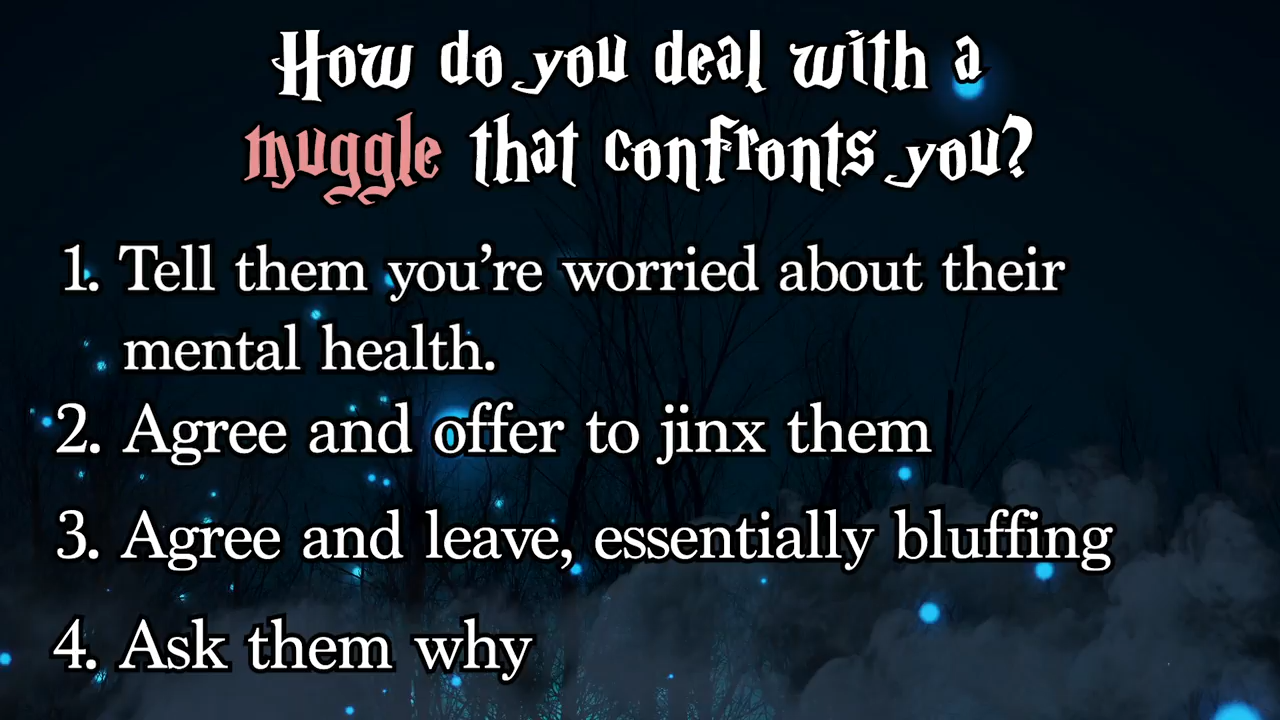 How do you deal with a
muggle that confronts you?
1. Tell them you’re worried about their
mental health.
2. Agree and offer to jinx them
3. Agree and leave, essentially bluffing
4. Ask them why